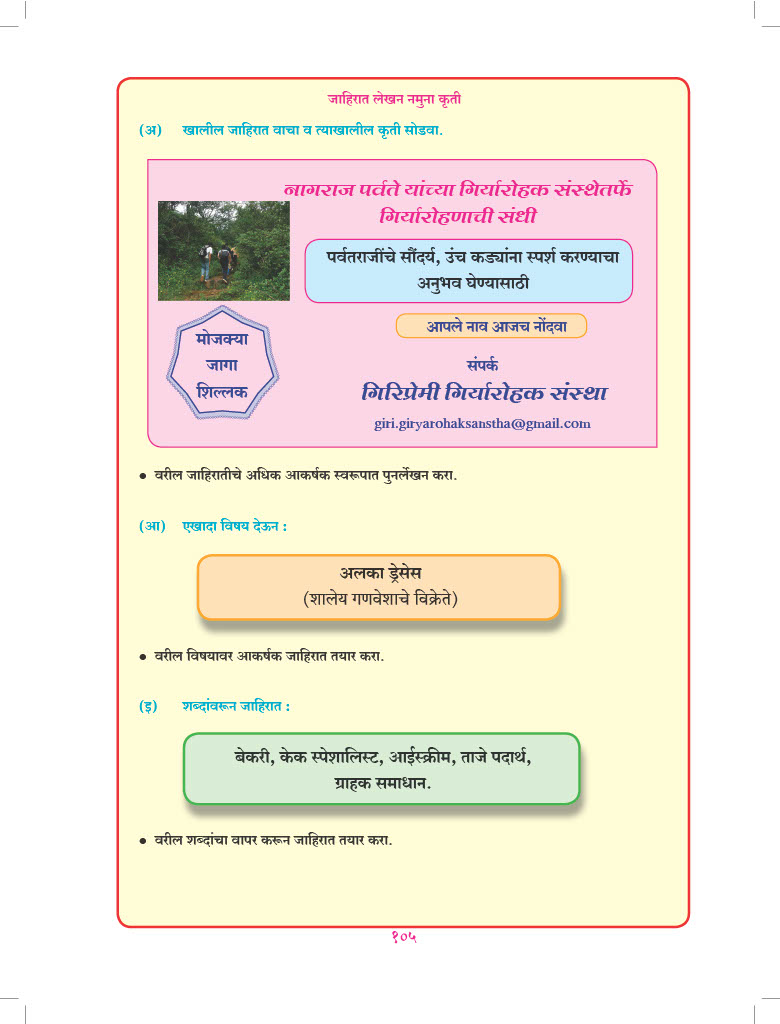 जाहिरात लेखन नमुना कृती
(अ) खालील जाहिरात वाचा व त्याखालील कृती सोडवा.
नागराज पर्वते यांच्या गिर्यारोहक संस्थेतर्फे
गिर्यारोहणाची संधी
पर्वतराजींचे सौंदर्य, उंच कड्यांना स्पर्श करण्याचा
अनुभव घेण्यासाठी
आपले नाव आजच नोंदवा
मोजक्या
जागा
शिल्लक
संपर्क
गिरिप्रेमी गिर्यारोहक संस्था
giri.giryarohaksanstha@gmail.com
● वरील जाहिरातीचे अधिक आकर्षक स्वरूपात पुनर्लेखन करा.
(आ) एखादा विषय देऊन :
अलका ड्रेसेस
(शालेय गणवेशाचे विक्रेते)
● वरील विषयावर आकर्षक जाहिरात तयार करा.
(इ) शब्दांवरून जाहिरात :
बेकरी, केक स्पेशालिस्ट, आईस्क्रीम, ताजे पदार्थ,
ग्राहक समाधान.
● वरील शब्दांचा वापर करून जाहिरात तयार करा.
१०५